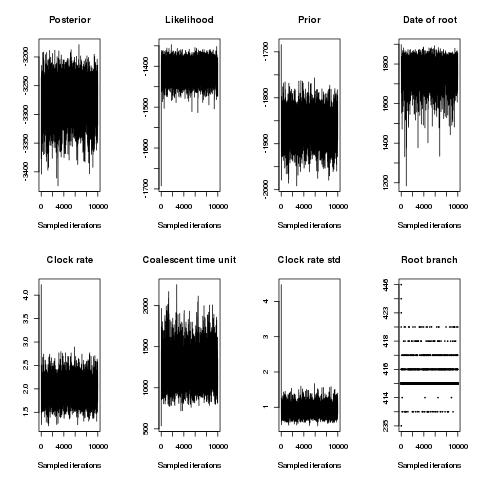 Posterior
Likelihood
Prior
Date of root
-3200
-3250
-3300
-3350
-3400
-1400
-1500
-1600
-1700
-1700
-1800
-1900
-2000
1800
1600
1400
1200
0 4000 10000
0 4000 10000
0 4000 10000
0 4000 10000
Sampled iterations
Sampled iterations
Sampled iterations
Sampled iterations
Clock rate
Coalescent time unit
Clock rate std
Root branch
4.0
3.5
3.0
2.5
2.0
1.5
2000
1500
1000
500
4
3
2
1
446
423
418
416
414
235
0 4000 10000
0 4000 10000
0 4000 10000
0 4000 10000
Sampled iterations
Sampled iterations
Sampled iterations
Sampled iterations